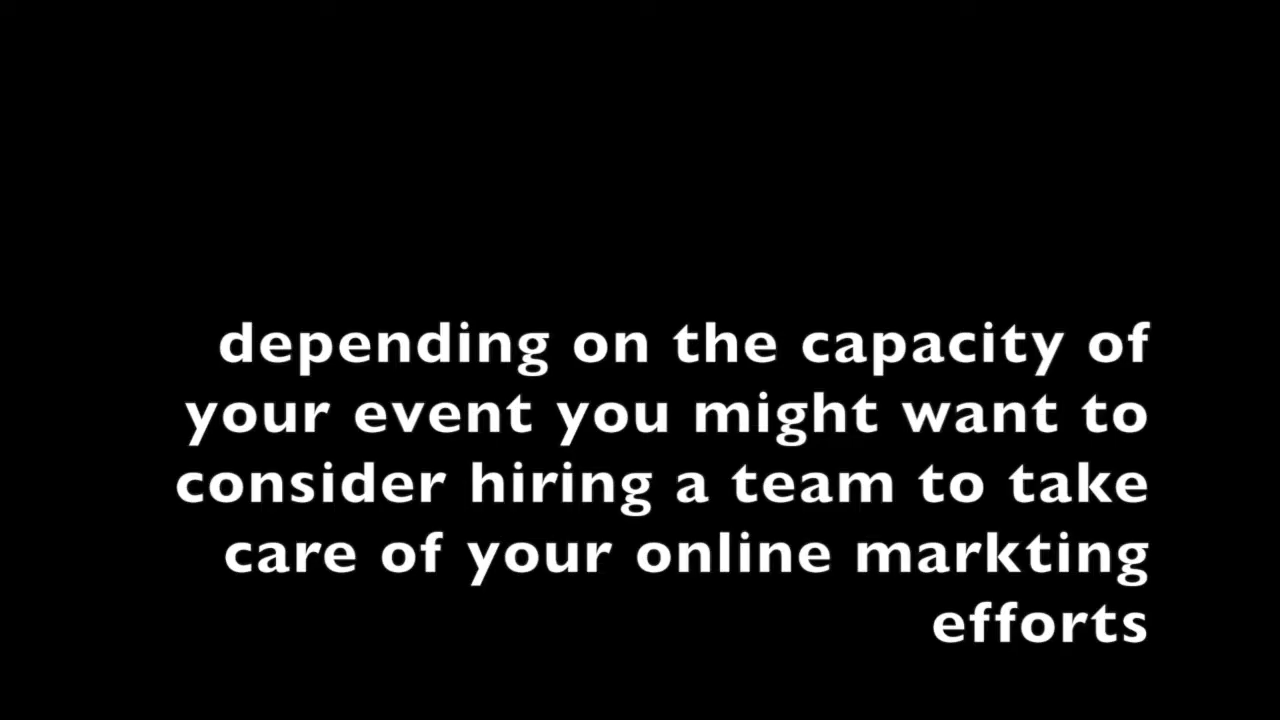 depending on the capacity of
your event you might want to
consider hiring a team to take
care of your online markting
efforts